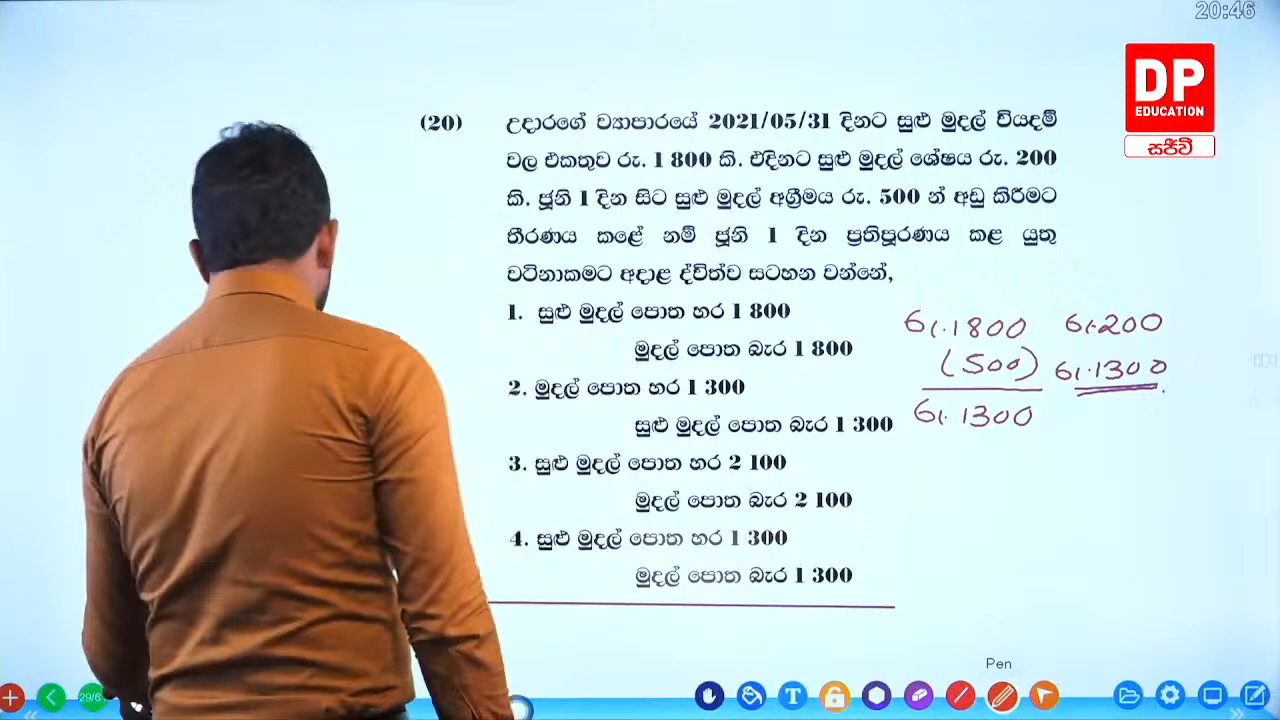 20:46
DP
EDUCATION
සජීවී
(20) උදාරගේ ව්‍යාපාරයේ 2021/05/31 දිනට සුළු මුදල් වියදම්
වල එකතුව රු. 1 800 කි. එදිනට සුළු මුදල් ශේෂය රු. 200
කි. ජූනි 1 දින සිට සුළු මුදල් අග්‍රීමය රු. 500 න් අඩු කිරීමට
තීරණය කළේ නම් ජූනි 1 දින ප්‍රතිපූරණය කළ යුතු
වටිනාකමට අදාළ ද්විත්ව සටහන වන්නේ,
1. සුළු මුදල් පොත හර 1 800
මුදල් පොත බැර 1 800
2. මුදල් පොත හර 1 300
සුළු මුදල් පොත බැර 1 300
3. සුළු මුදල් පොත හර 2 100
මුදල් පොත බැර 2 100
4. සුළු මුදල් පොත හර 1 300
මුදල් පොත බැර 1 300
රු.1800 රු.200
(500) රු.1300
රු.1300
Pen
29/6